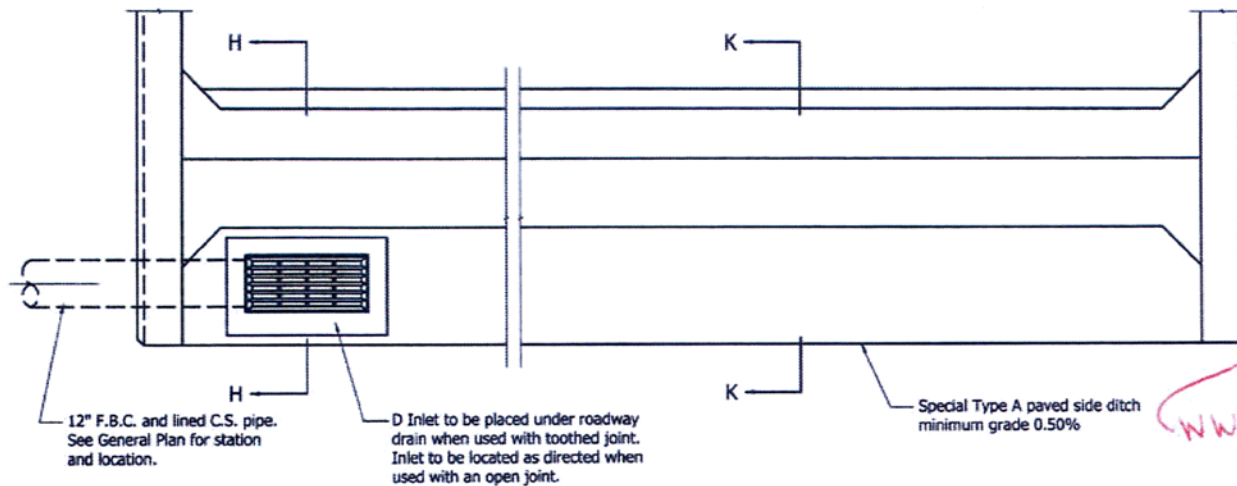 H
K
H
K
12" F.B.C. and lined C.S. pipe.
See General Plan for station
and location.
D Inlet to be placed under roadway
drain when used with toothed joint.
Inlet to be located as directed when
used with an open joint.
Special Type A paved side ditch
minimum grade 0.50%
WW